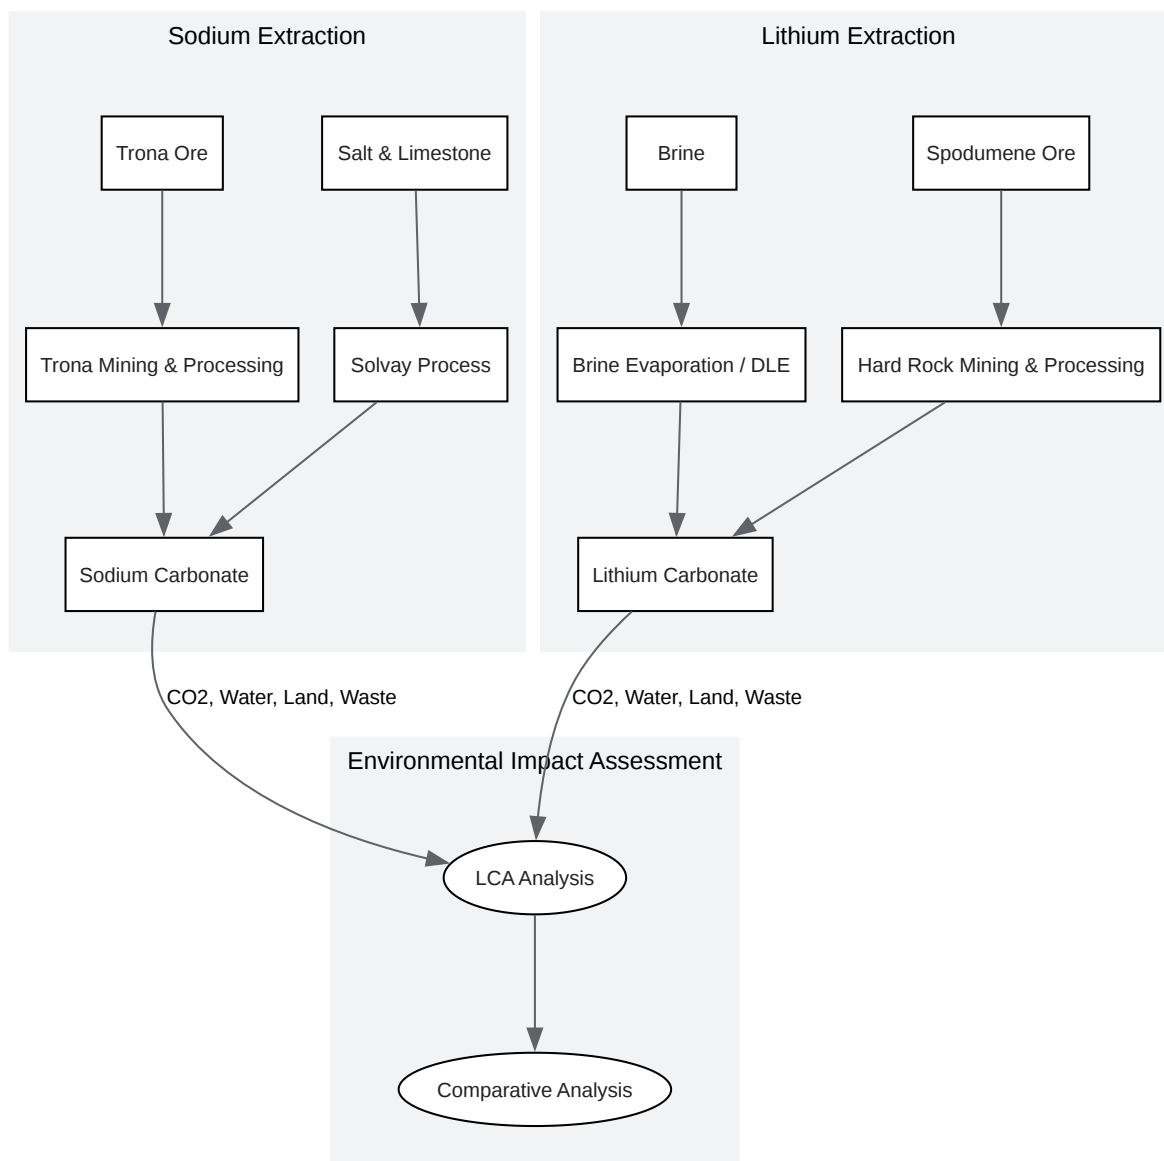 Sodium Extraction
Lithium Extraction
Trona Ore
Salt & Limestone
Brine
Spodumene Ore
Trona Mining & Processing
Solvay Process
Brine Evaporation / DLE
Hard Rock Mining & Processing
Sodium Carbonate
Lithium Carbonate
CO2, Water, Land, Waste
CO2, Water, Land, Waste
Environmental Impact Assessment
LCA Analysis
Comparative Analysis